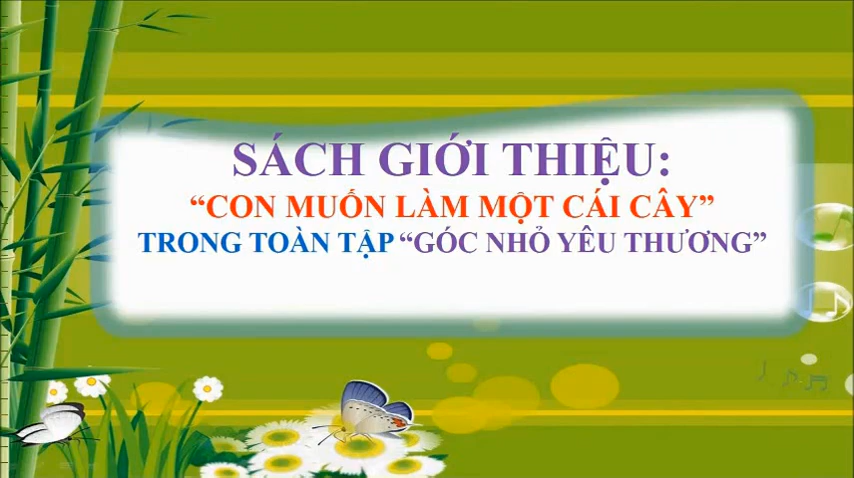 SÁCH GIỚI THIỆU:
“CON MUỐN LÀM MỘT CÁI CÂY”
TRONG TOÀN TẬP “GÓC NHỎ YÊU THƯƠNG”